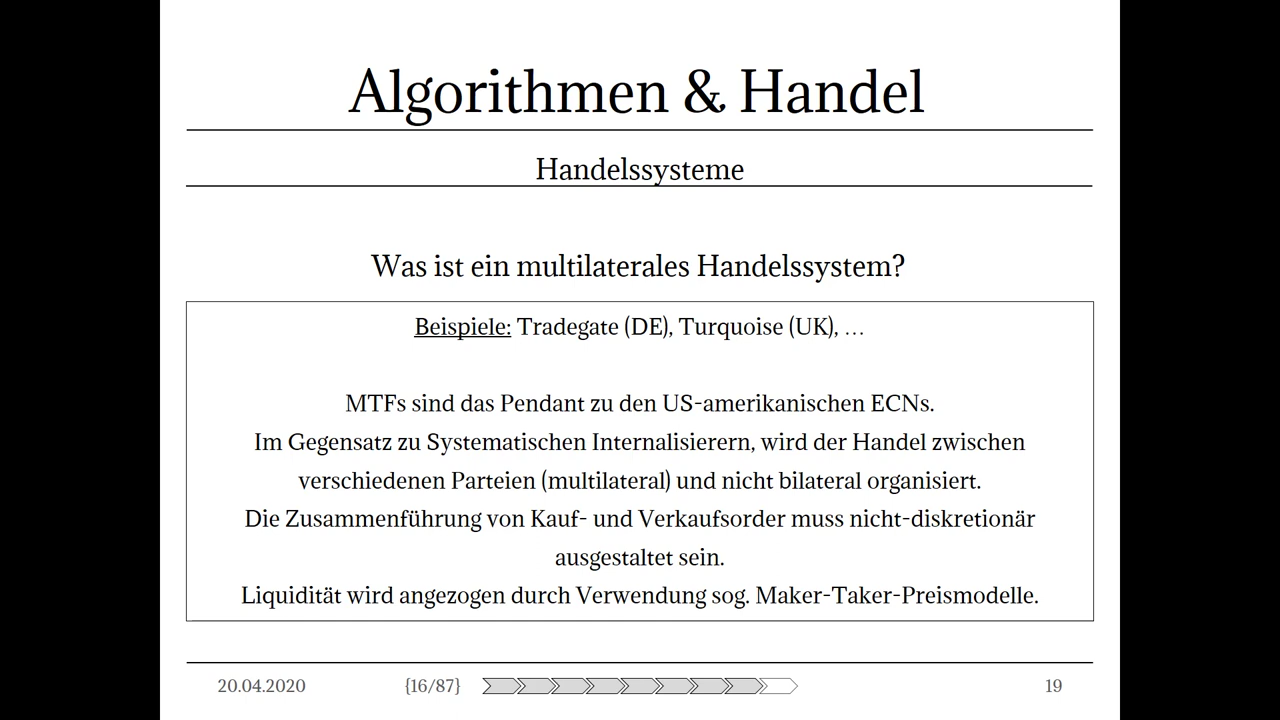 Algorithmen & Handel
Handelssysteme
Was ist ein multilaterales Handelssystem?
Beispiele: Tradegate (DE), Turquoise (UK), …
MTFs sind das Pendant zu den US-amerikanischen ECNs.
Im Gegensatz zu Systematischen Internalisierern, wird der Handel zwischen
verschiedenen Parteien (multilateral) und nicht bilateral organisiert.
Die Zusammenführung von Kauf- und Verkaufsorder muss nicht-diskretionär
ausgestaltet sein.
Liquidität wird angezogen durch Verwendung sog. Maker-Taker-Preismodelle.
20.04.2020 {16/87} 19